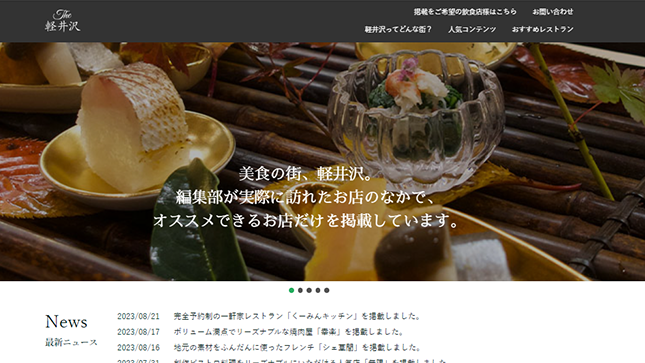 The
軽井沢
掲載をご希望の飲食店様はこちら お問い合わせ
軽井沢ってどんな街？ 人気コンテンツ おすすめレストラン
美食の街、軽井沢。
編集部が実際に訪れたお店のなかで、
オススメできるお店だけを掲載しています。
News
最新ニュース
2023/08/21 完全予約制の一軒家レストラン「くーみんキッチン」を掲載しました。
2023/08/17 ボリューム満点でリーズナブルな焼肉屋「拳楽」を掲載しました。
2023/08/16 地元の素材をふんだんに使ったフレンチ「シェ草間」を掲載しました。
2023/07/31